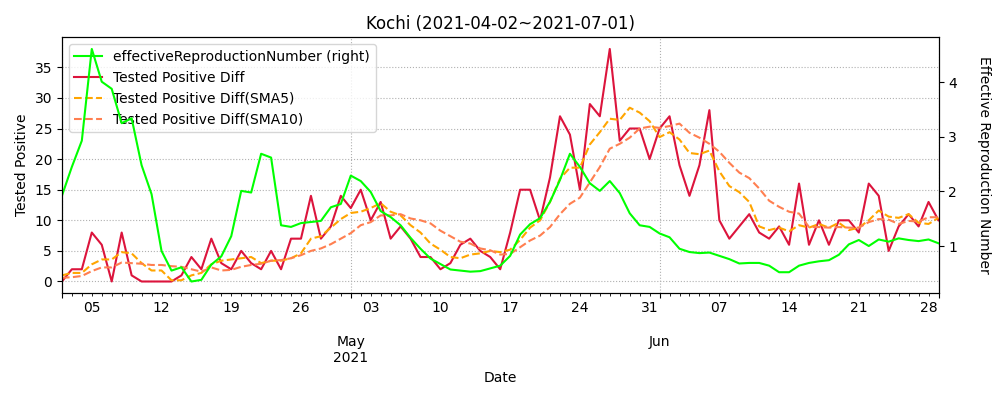 Kochi (2021-04-02~2021-07-01)
effectiveReproductionNumber (right)
Tested Positive Diff
Tested Positive Diff(SMA5)
Tested Positive Diff(SMA10)
Tested Positive
35
30
25
20
15
10
5
0
4
3
2
1
Effective Reproduction Number
05 12 19 26 03 10 17 24 31 07 14 21 28
May Jun
2021
Date